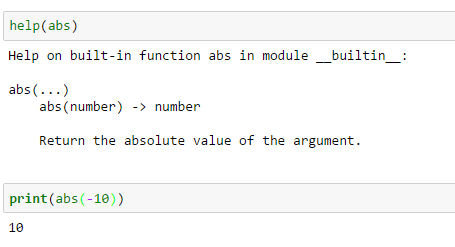 help(abs)
Help on built-in function abs in module __builtin__:
abs(...)
    abs(number) -> number
    Return the absolute value of the argument.
print(abs(-10))
10